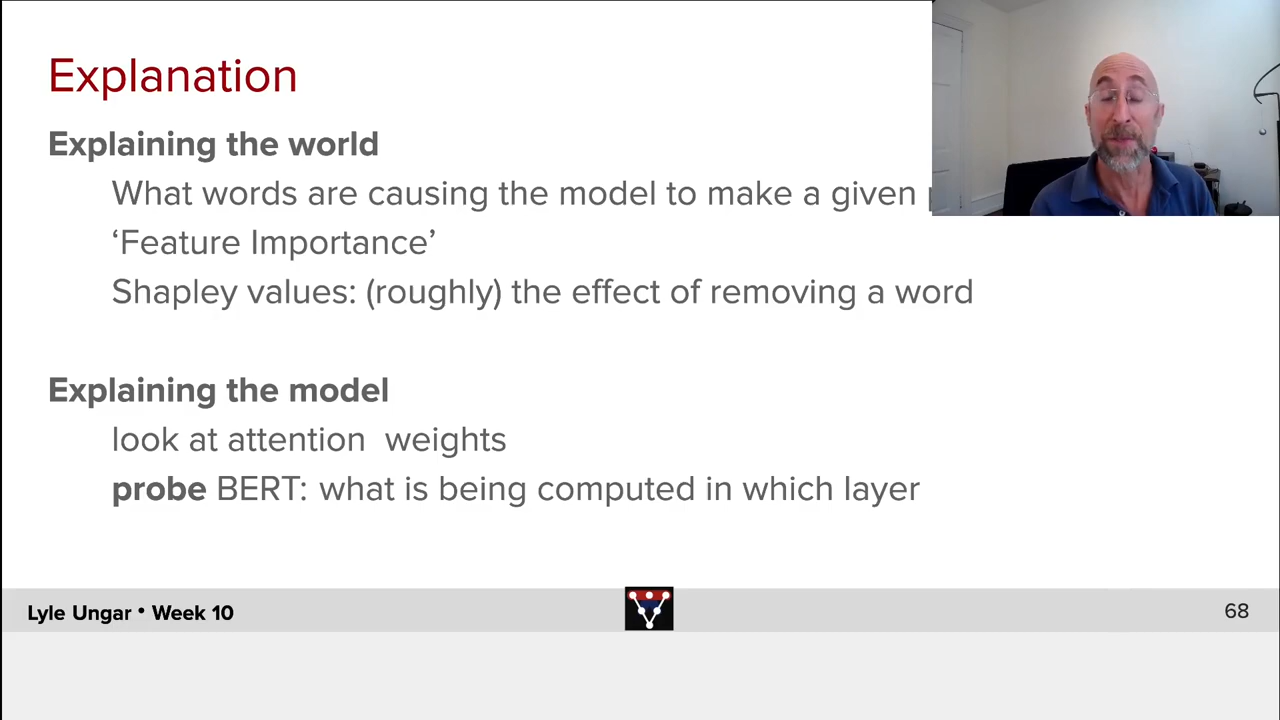 Explanation
Explaining the world
What words are causing the model to make a given
‘Feature Importance’
Shapley values: (roughly) the effect of removing a word
Explaining the model
look at attention  weights
probe BERT: what is being computed in which layer
Lyle Ungar • Week 10
68